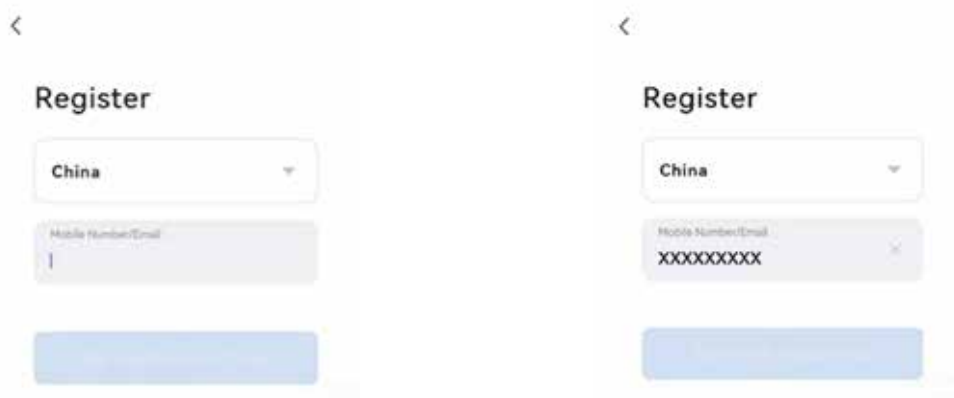 Register
China
Mobile Number/Email
Register
China
Mobile Number/Email
XXXXXXXXX